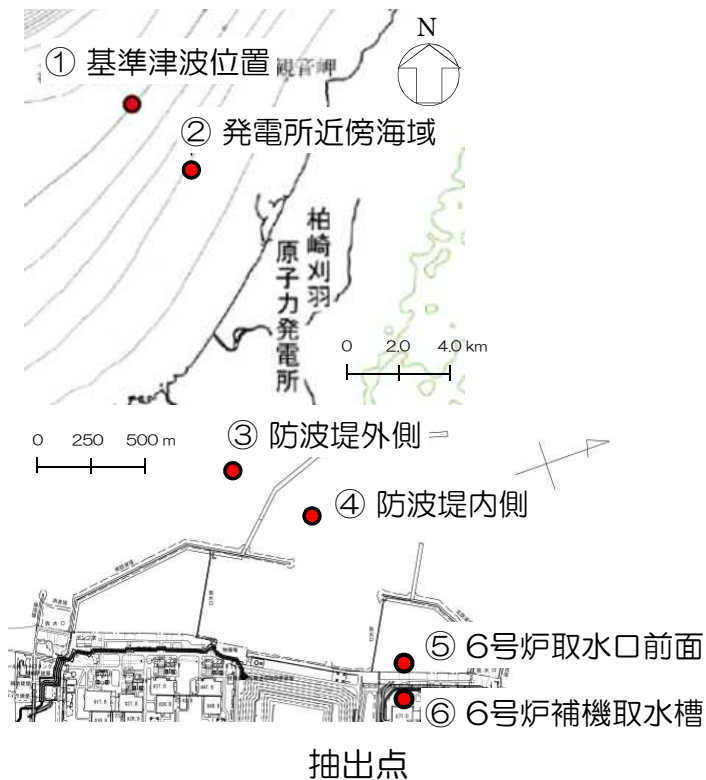 N
① 基準津波位置
観音岬
② 発電所近傍海域
柏崎刈羽
原子力発電所
0 2.0 4.0 km
0 250 500 m
③ 防波堤外側
④ 防波堤内側
⑤ 6号炉取水口前面
⑥ 6号炉補機取水槽
抽出点